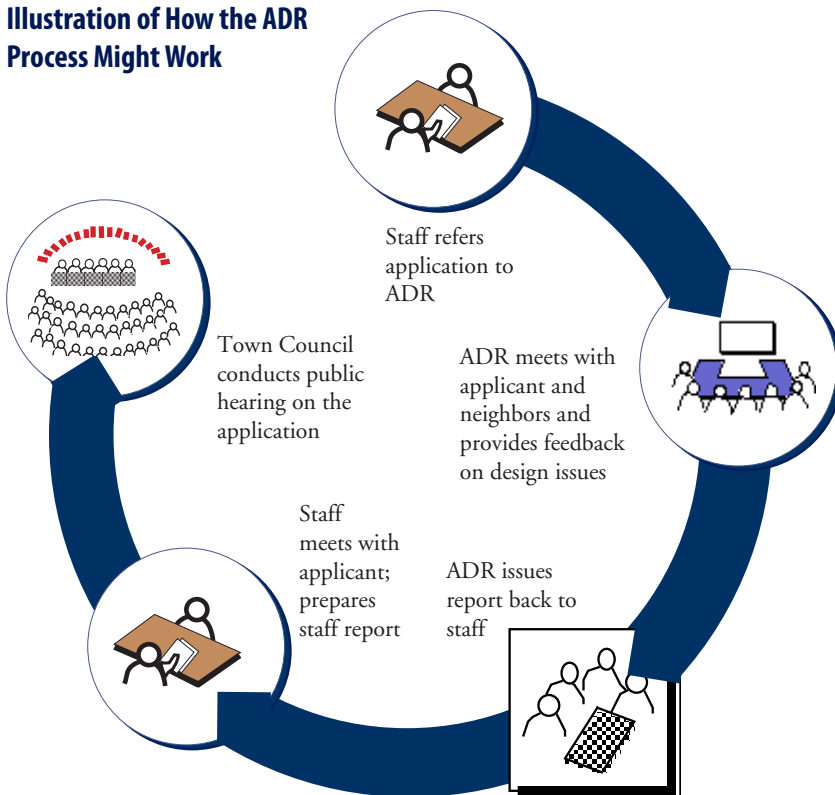 Illustration of How the ADR
Process Might Work
Staff refers
application to
ADR
ADR meets with
applicant and
neighbors and
provides feedback
on design issues
ADR issues
report back to
staff
Staff
meets with
applicant;
prepares
staff report
Town Council
conducts public
hearing on the
application